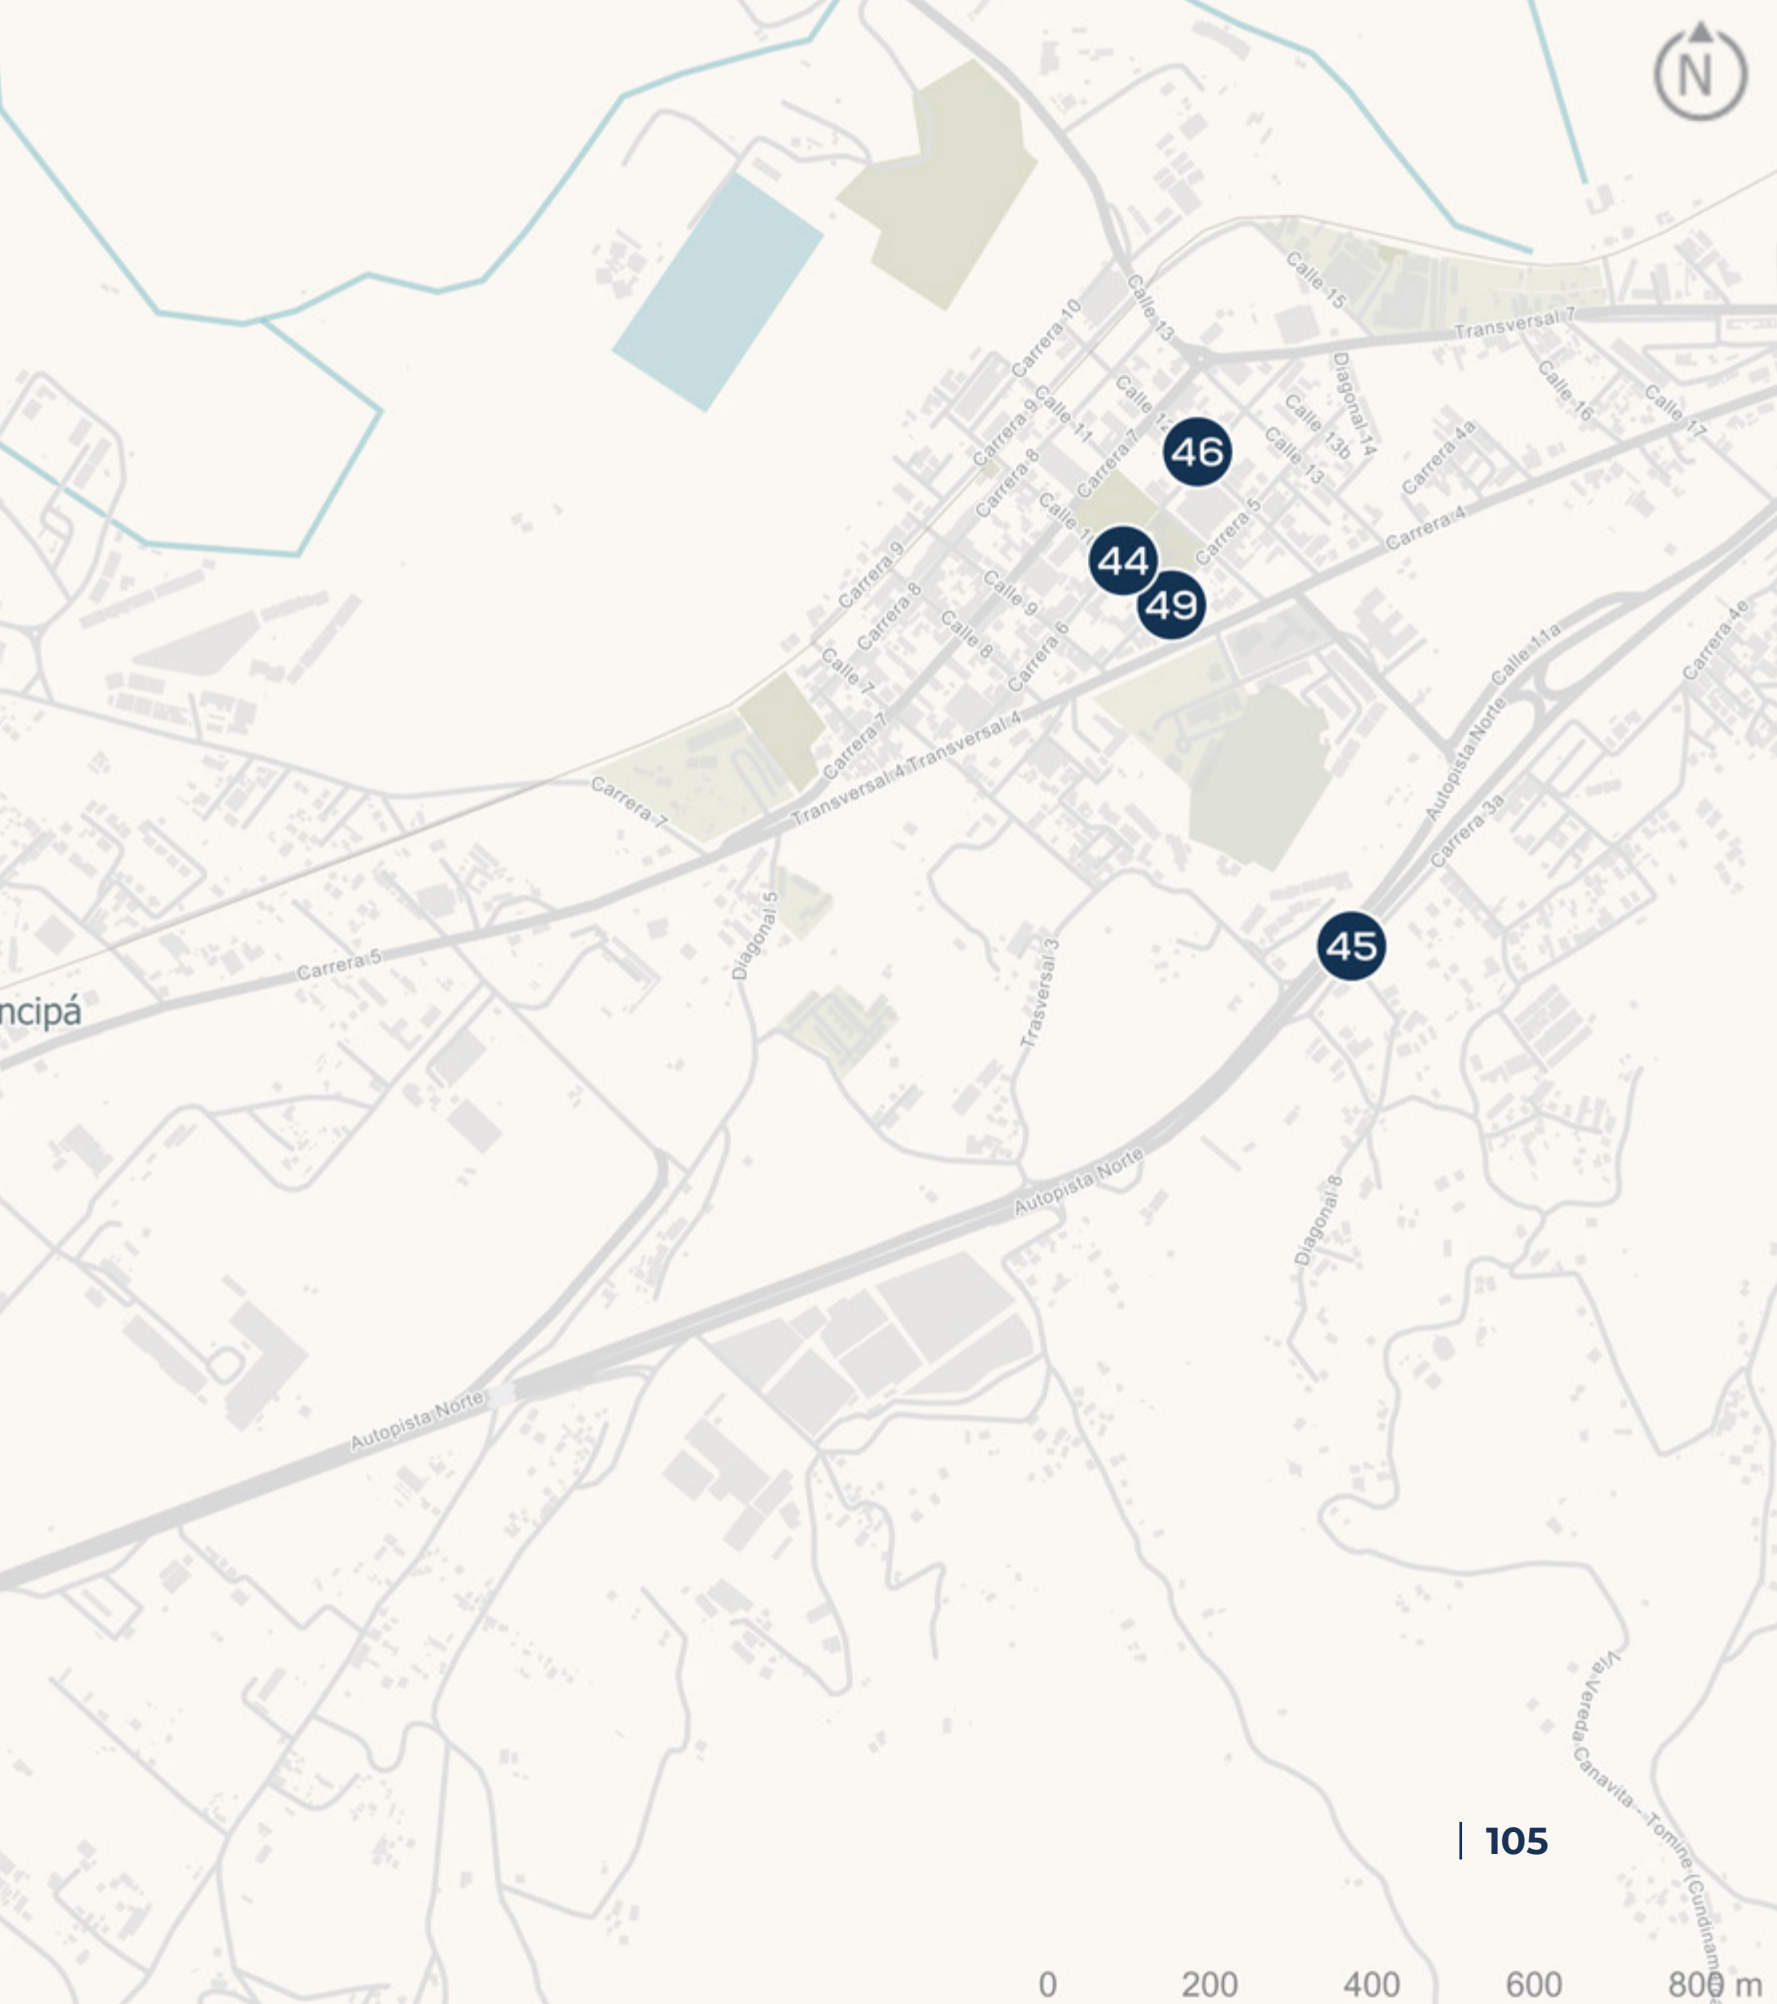 N
Calle 15
Calle 13
Transversal 7
Carrera 10
Diagonal 14
Calle 16
Calle 17
Calle 12
Calle 11
Calle 13b
Carrera 9
Carrera 7
46
Calle 13
Carrera 4a
Carrera 8
Calle 10
Carrera 5
Carrera 4
44
49
Carrera 9
Calle 9
Carrera 8
Calle 8
Carrera 6
Calle 11a
Carrera 4e
Calle 7
Carrera 7
Transversal 4
Transversal 4
Autopista Norte
Carrera 7
Carrera 3a
Diagonal 5
45
Carrera 5
Trasversal 3
ncipá
Autopista Norte
Diagonal 8
Autopista Norte
Vía Vereda Canavita - Tomine (Cundinam
105
0 200 400 600 800 m